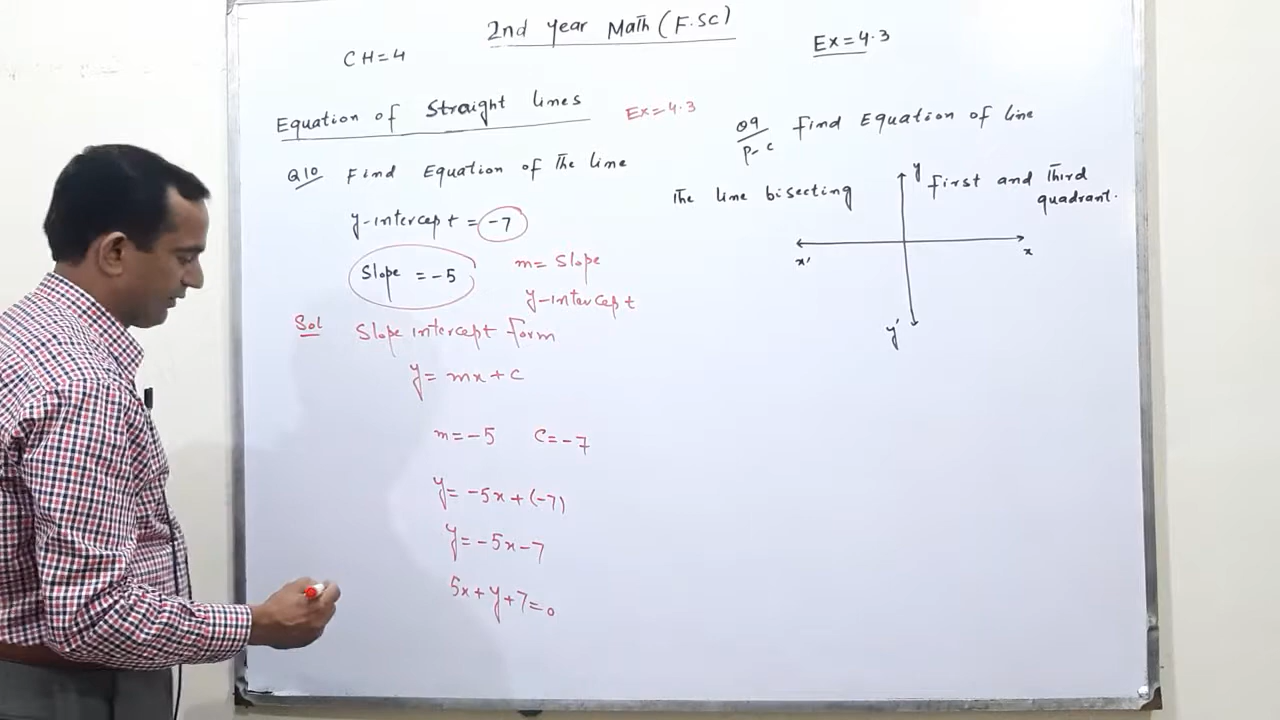 2nd year Math (F.SC)
CH=4
Ex=4.3
Equation of Straight lines
Ex=4.3
Q10 Find Equation of The line
y-intercept = -7
Slope = -5
m= Slope
y-intercept
Sol Slope intercept form
y= mx+c
m=-5 C=-7
y= -5x+(-7)
y= -5x-7
5x+y+7=0
Q9 Find Equation of line
P-c
The line bisecting first and Third
quadrant.
y
x'
x
y'